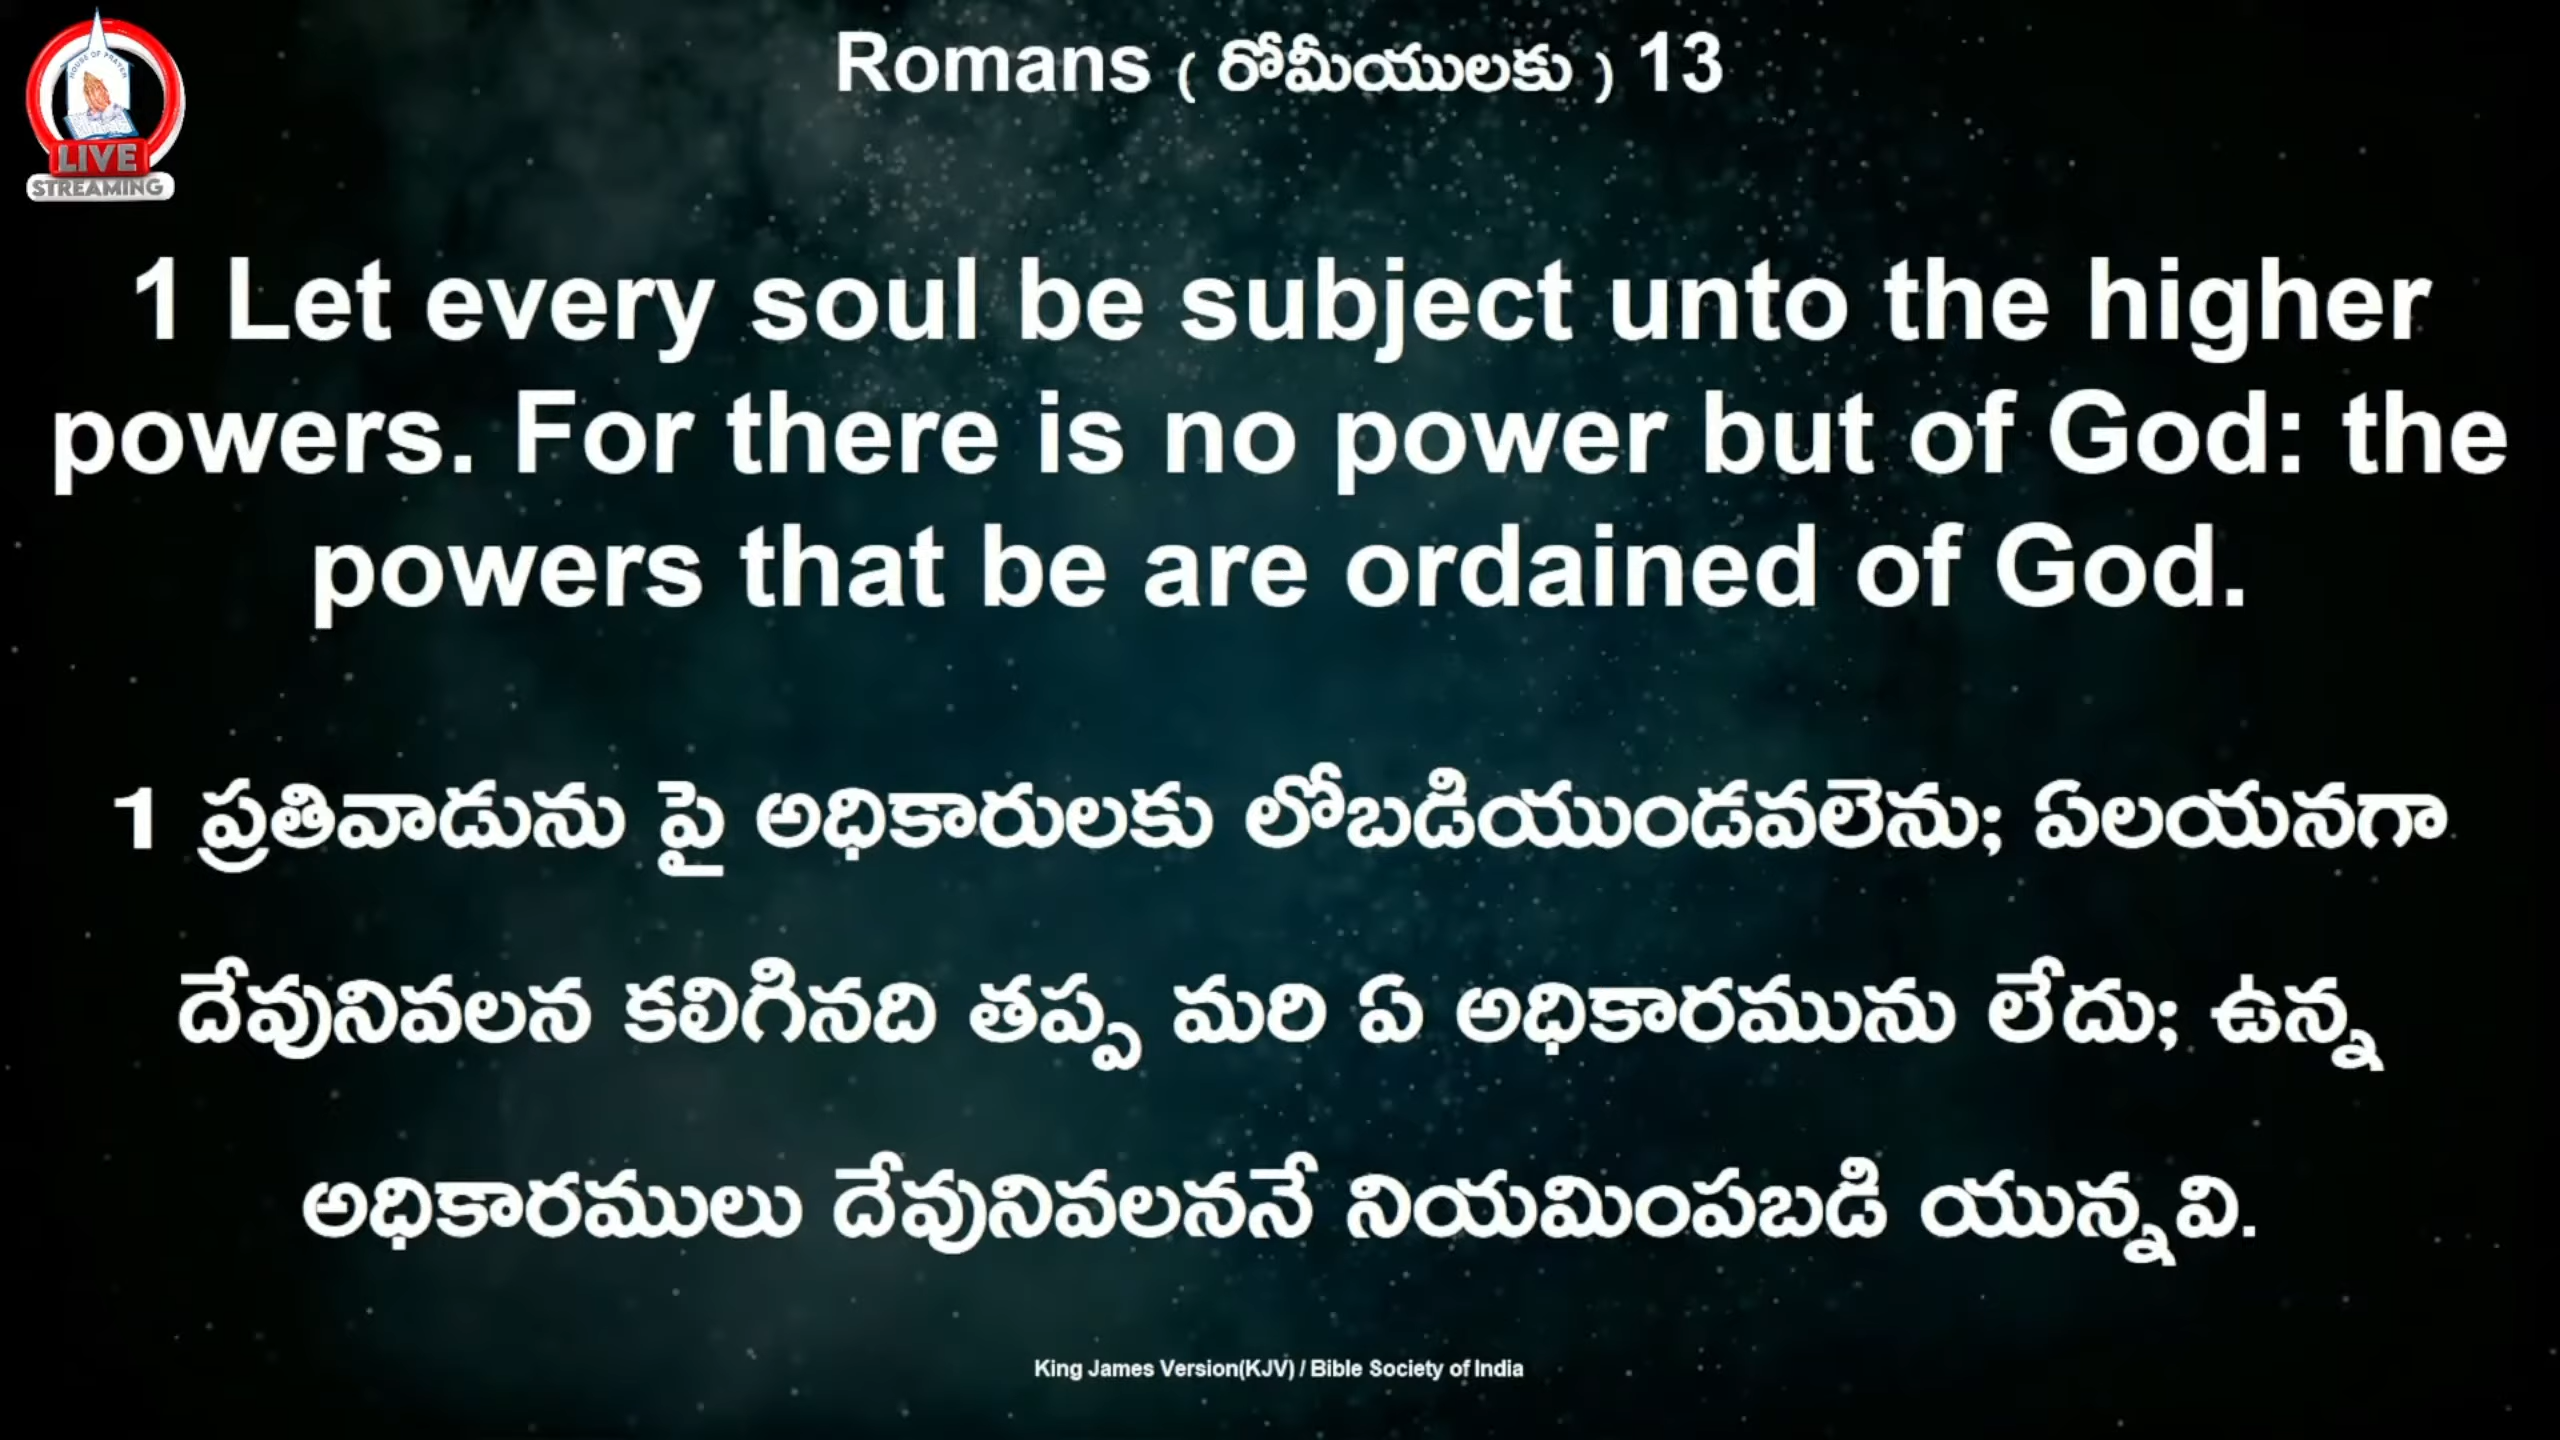 HOUSE OF PRAYER
LIVE
STREAMING
Romans ( రోమీయులకు ) 13
1 Let every soul be subject unto the higher
powers. For there is no power but of God: the
powers that be are ordained of God.
1 ప్రతివాడును పై అధికారులకు లోబడియుండవలెను; ఏలయనగా
దేవునివలన కలిగినది తప్ప మరి ఏ అధికారమును లేదు; ఉన్న
అధికారములు దేవునివలననే నియమింపబడి యున్నవి.
King James Version(KJV) / Bible Society of India